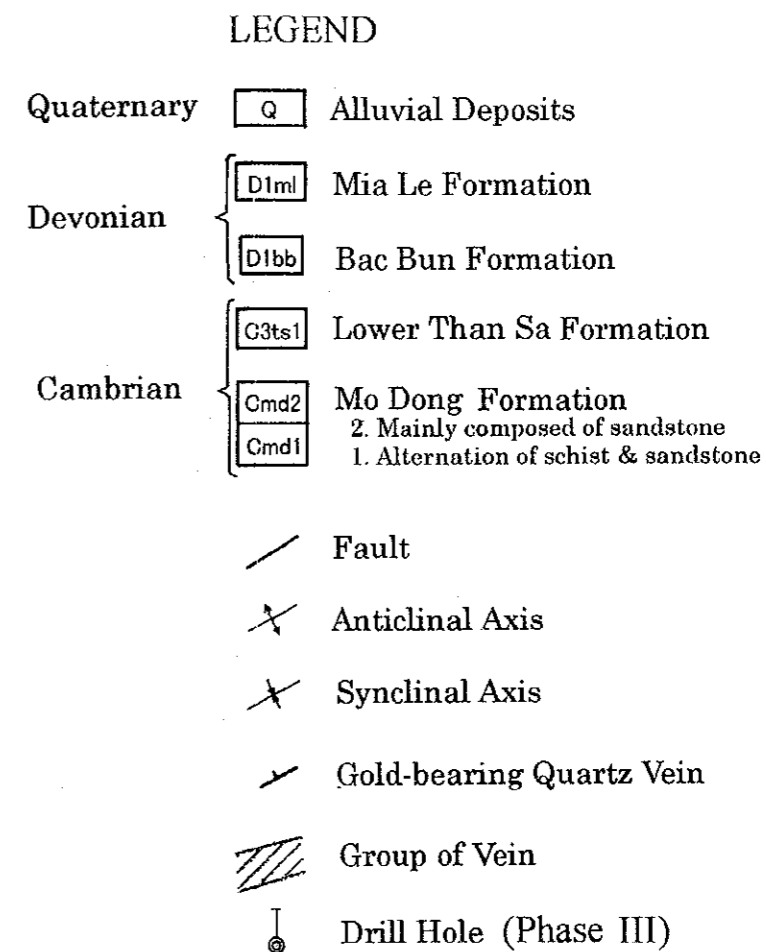 LEGEND
Quaternary Q Alluvial Deposits
D1ml Mia Le Formation
Devonian
D1bb Bac Bun Formation
C3ts1 Lower Than Sa Formation
Cambrian
Cmd2 Mo Dong Formation
2. Mainly composed of sandstone
Cmd1 1. Alternation of schist & sandstone
Fault
Anticlinal Axis
Synclinal Axis
Gold-bearing Quartz Vein
Group of Vein
Drill Hole (Phase III)